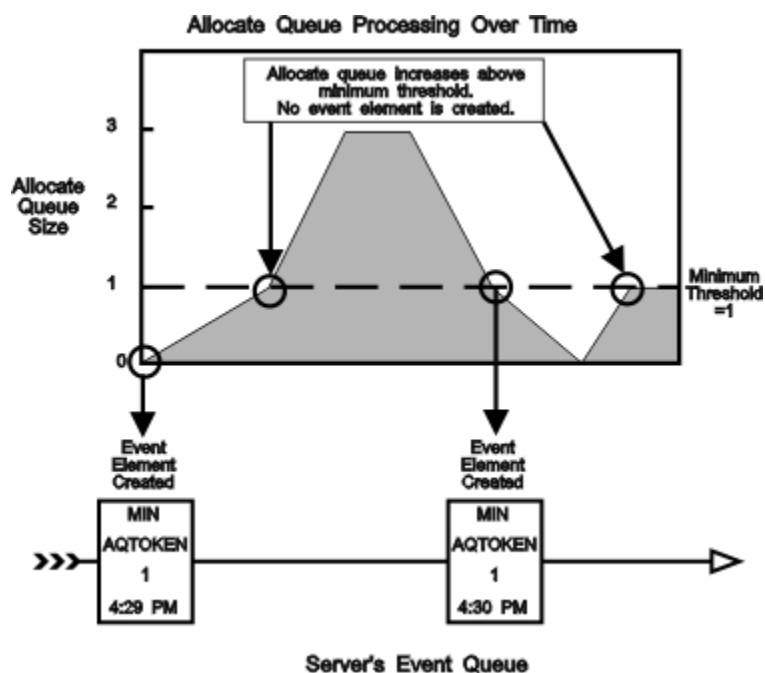 Allocate Queue Processing Over Time
Allocate queue increases above
minimum threshold.
No event element is created.
3
Allocate
Queue
Size
2
1
Minimum
Threshold
=1
0
Event
Element
Created
Event
Element
Created
MIN
AQTOKEN
1
4:29 PM
MIN
AQTOKEN
1
4:30 PM
Server's Event Queue